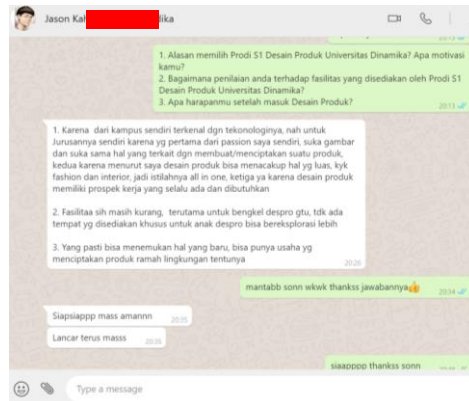 Jason Kah
lika
1. Alasan memilih Prodi S1 Desain Produk Universitas Dinamika? Apa motivasi
kamu?
2. Bagaimana penilaian anda terhadap fasilitas yang disediakan oleh Prodi S1
Desain Produk Universitas Dinamika?
3. Apa harapanmu setelah masuk Desain Produk?
20:13
1. Karena dari kampus sendiri terkenal dgn tekonologinya, nah untuk
Jurusannya sendiri karena yg pertama dari passion saya sendiri, suka gambar
dan suka sama hal yg terkait dgn membuat/menciptakan suatu produk,
kedua karena menurut saya desain produk bisa menacakup hal yg luas, kyk
fashion dan interior, jadi istilahnya all in one, ketiga ya karena desain produk
memiliki prospek kerja yang selalu ada dan dibutuhkan
2. Fasilitaa sih masih kurang, terutama untuk bengkel despro gtu, tdk ada
tempat yg disediakan khusus untuk anak despro bisa bereksplorasi lebih
3. Yang pasti bisa menemukan hal yang baru, bisa punya usaha yg
menciptakan produk ramah lingkungan tentunya
20:26
mantabb sonn wkwk thankss jawabannya👍
20:34
Siapsiappp mass amannn
20:35
Lancar terus masss
20:35
siaapppp thankss sonn
Type a message